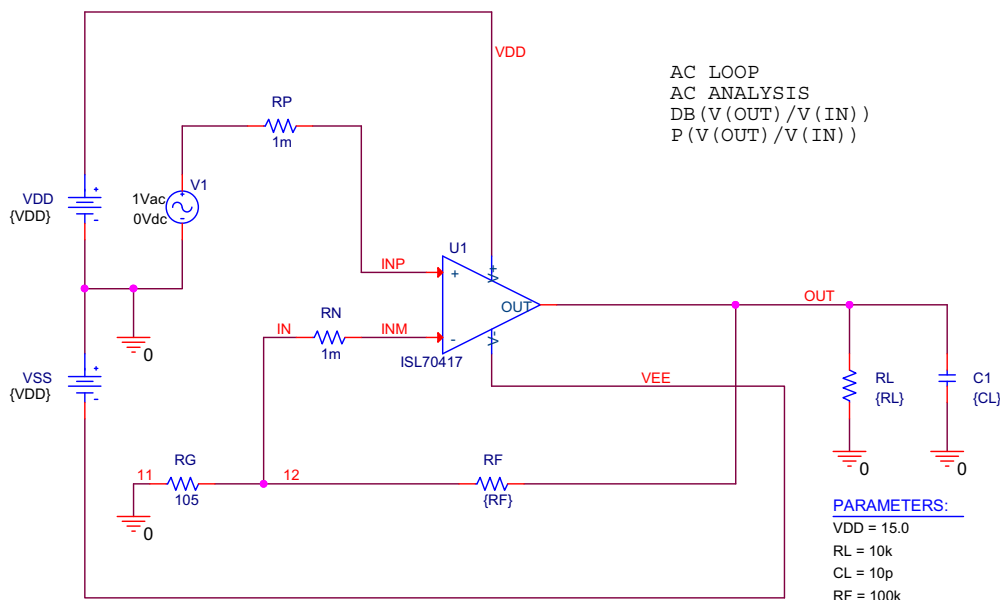 VDD
AC LOOP
AC ANALYSIS
DB(V(OUT)/V(IN))
P(V(OUT)/V(IN))
RP
1m
V1
1Vac
0Vdc
+
-
VDD
{VDD}
+
-
U1
INP
+
V+
OUT
OUT
IN
RN
1m
INM
-
V-
ISL70417
0
VSS
{VDD}
+
-
VEE
RL
{RL}
C1
{CL}
0
0
11
RG
105
12
RF
{RF}
0
PARAMETERS:
VDD = 15.0
RL = 10k
CL = 10p
RF = 100k